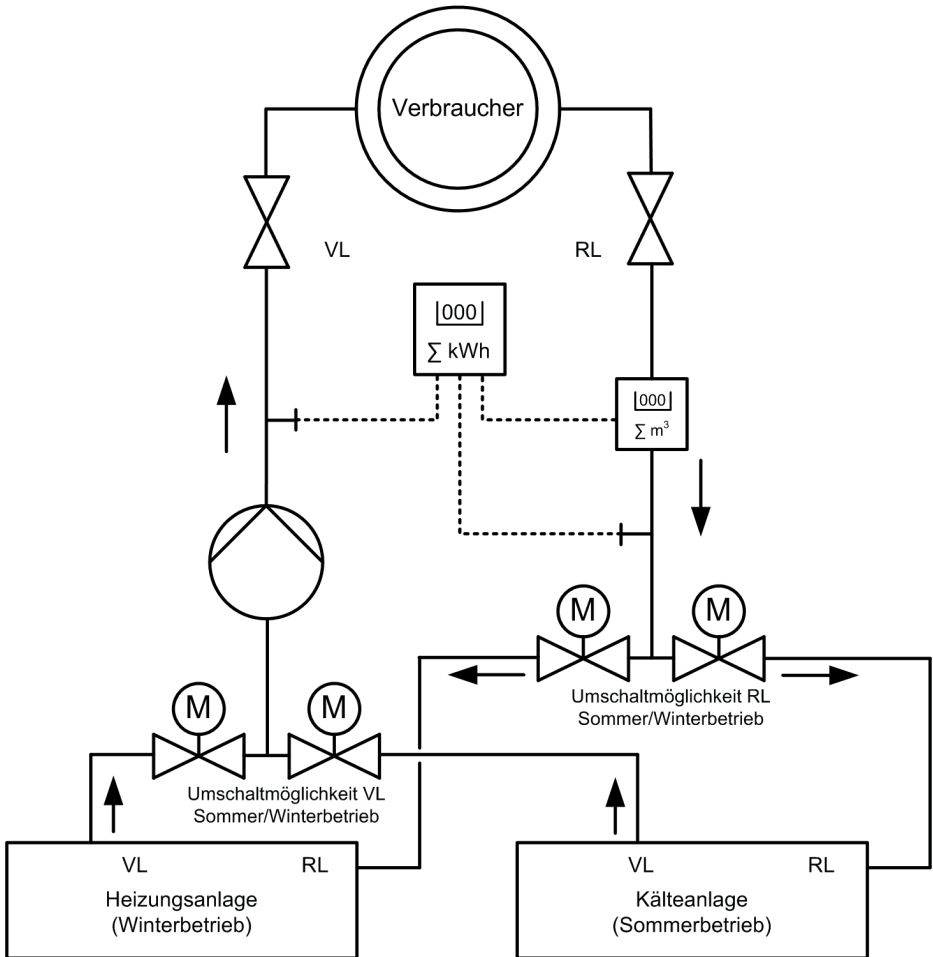 Verbraucher
VL
RL
000
∑ kWh
000
∑ m³
M
M
Umschaltmöglichkeit RL
Sommer/Winterbetrieb
M
M
Umschaltmöglichkeit VL
Sommer/Winterbetrieb
VL
RL
Heizungsanlage
(Winterbetrieb)
VL
RL
Kälteanlage
(Sommerbetrieb)